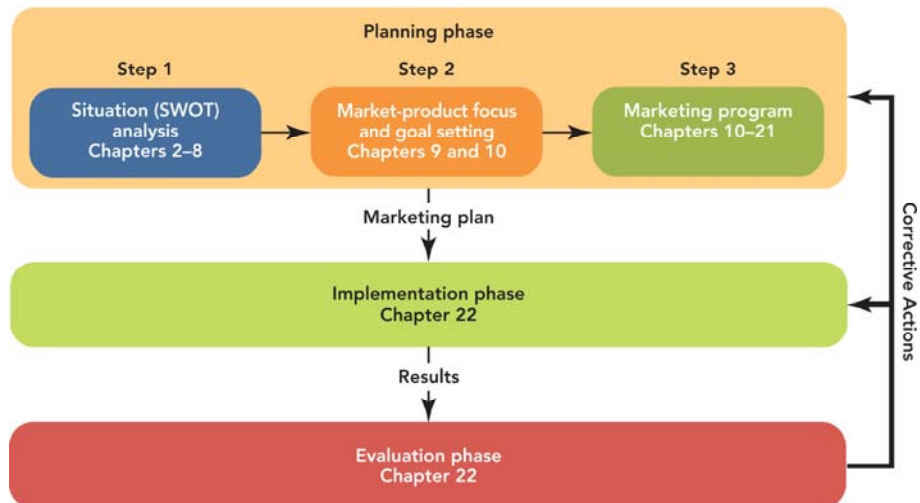 Planning phase
Step 1
Step 2
Step 3
Situation (SWOT)
analysis
Chapters 2–8
Market-product focus
and goal setting
Chapters 9 and 10
Marketing program
Chapters 10–21
Marketing plan
Implementation phase
Chapter 22
Results
Evaluation phase
Chapter 22
Corrective Actions